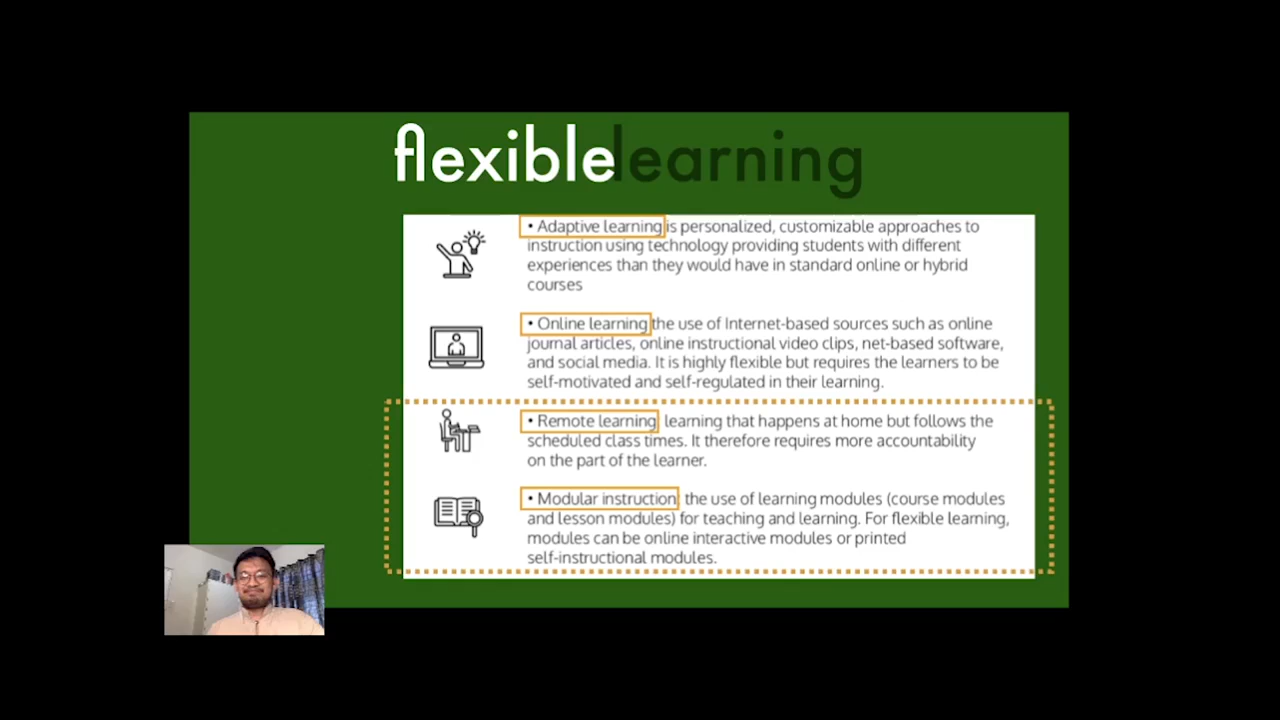 flexiblelearning
• Adaptive learning is personalized, customizable approaches to
instruction using technology providing students with different
experiences than they would have in standard online or hybrid
courses
• Online learning the use of Internet-based sources such as online
journal articles, online instructional video clips, net-based software,
and social media. It is highly flexible but requires the learners to be
self-motivated and self-regulated in their learning.
• Remote learning learning that happens at home but follows the
scheduled class times. It therefore requires more accountability
on the part of the learner.
• Modular instruction: the use of learning modules (course modules
and lesson modules) for teaching and learning. For flexible learning,
modules can be online interactive modules or printed
self-instructional modules.